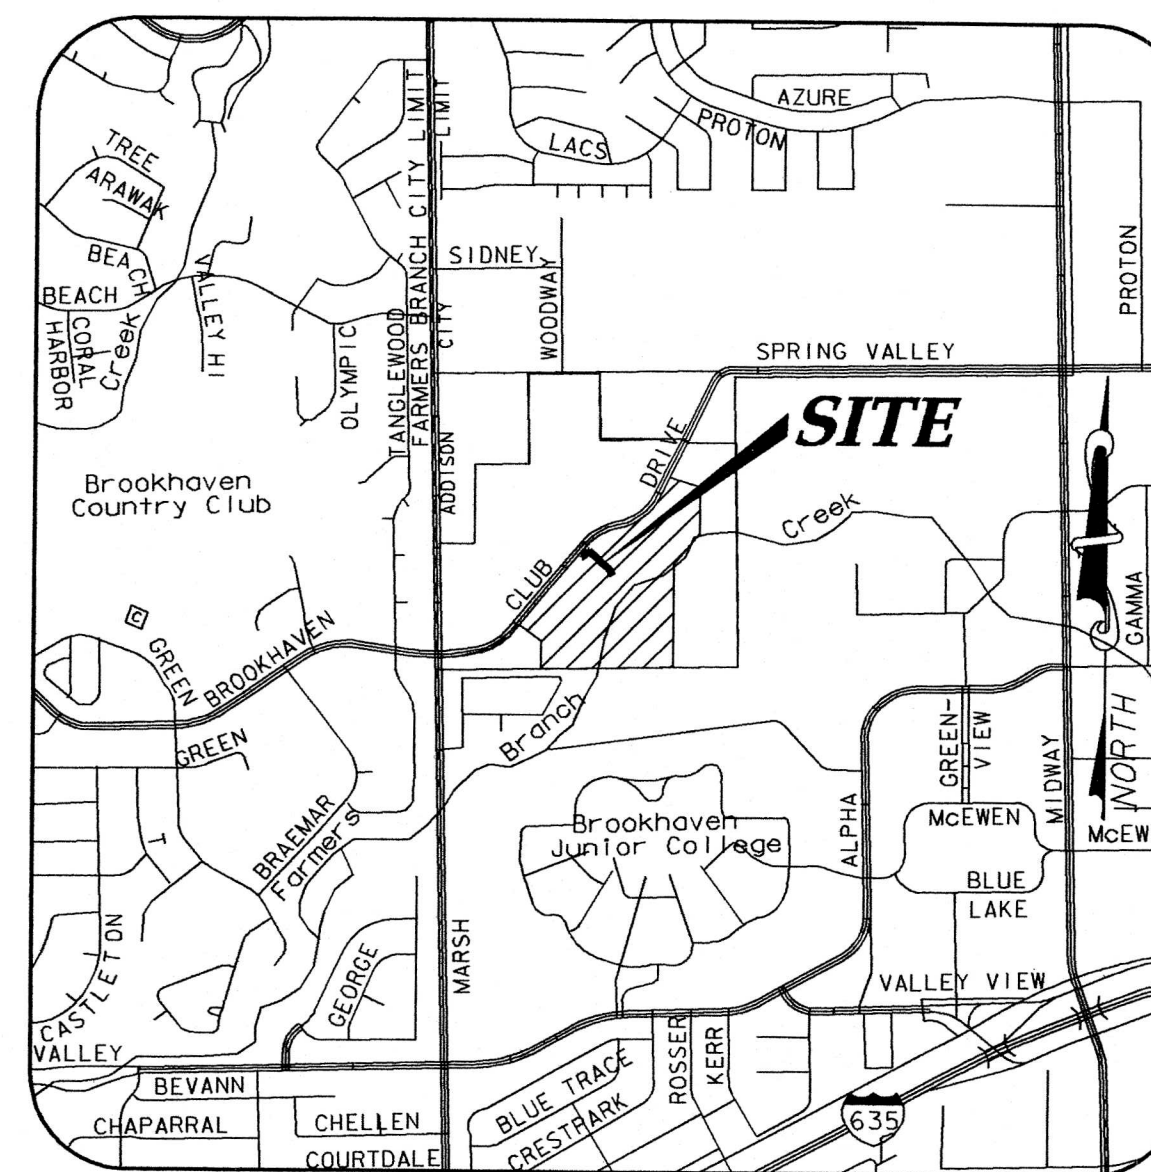 AZURE
PROTON
LACS
TREE
ARAWAK
BEACH
BEACH
CORAL
HARBOR
Creek
VALLEY HI
OLYMPIC
TANGLEWOOD
FARMERS BRANCH CITY LIMIT
ADDISON CITY LIMIT
SIDNEY
WOODWAY
PROTON
SPRING VALLEY
SITE
DRIVE
CLUB
BROOKHAVEN
Brookhaven
Country Club
Creek
GAMMA
C
GREEN
GREEN
Branch
GREEN-
VIEW
MIDWAY
NORTH
BRAEMAR
Farmers
Brookhaven
Junior College
ALPHA
McEWEN
McEW
BLUE
LAKE
CASTLETON
GEORGE
MARSH
VALLEY VIEW
VALLEY
BEVANN
CHAPARRAL
CHELLEN
COURTDALE
BLUE TRACE
CRESTPARK
ROSSER
KERR
635